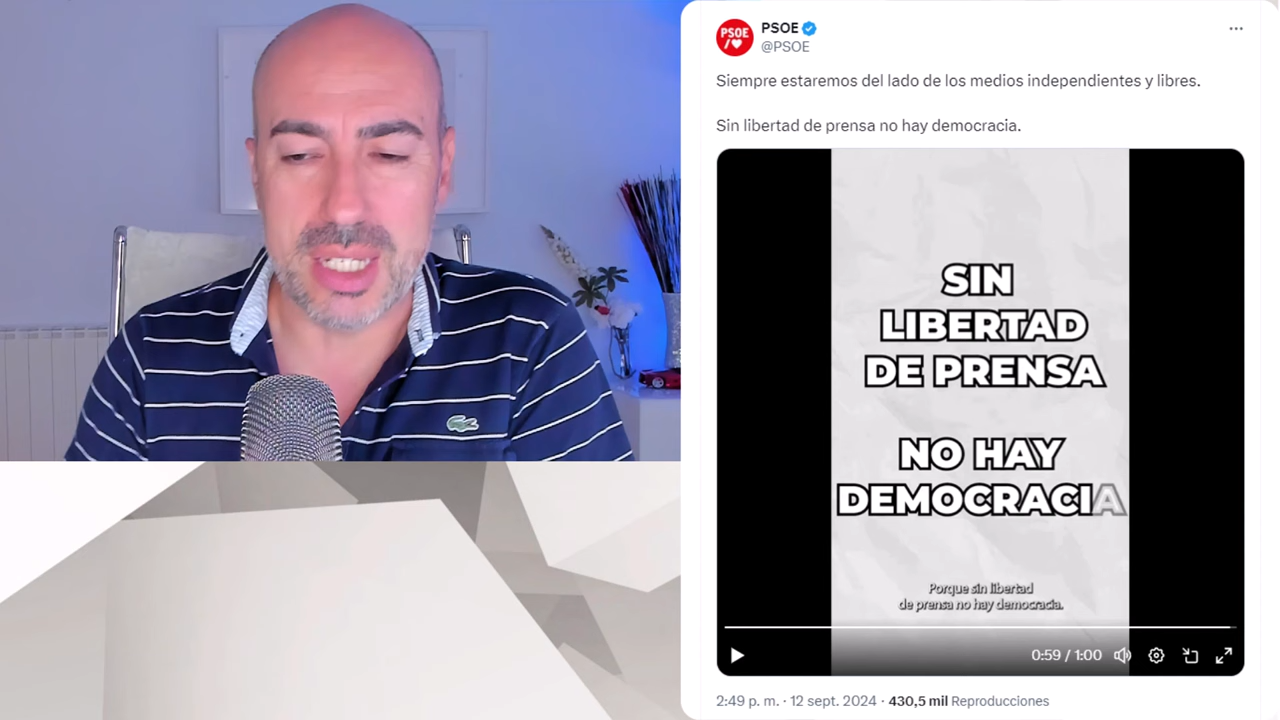 PSOE
PSOE
@PSOE
Siempre estaremos del lado de los medios independientes y libres.
Sin libertad de prensa no hay democracia.
SIN
LIBERTAD
DE PRENSA
NO HAY
DEMOCRACIA
Porque sin libertad
de prensa no hay democracia.
0:59 / 1:00
2:49 p. m. · 12 sept. 2024 · 430,5 mil Reproducciones